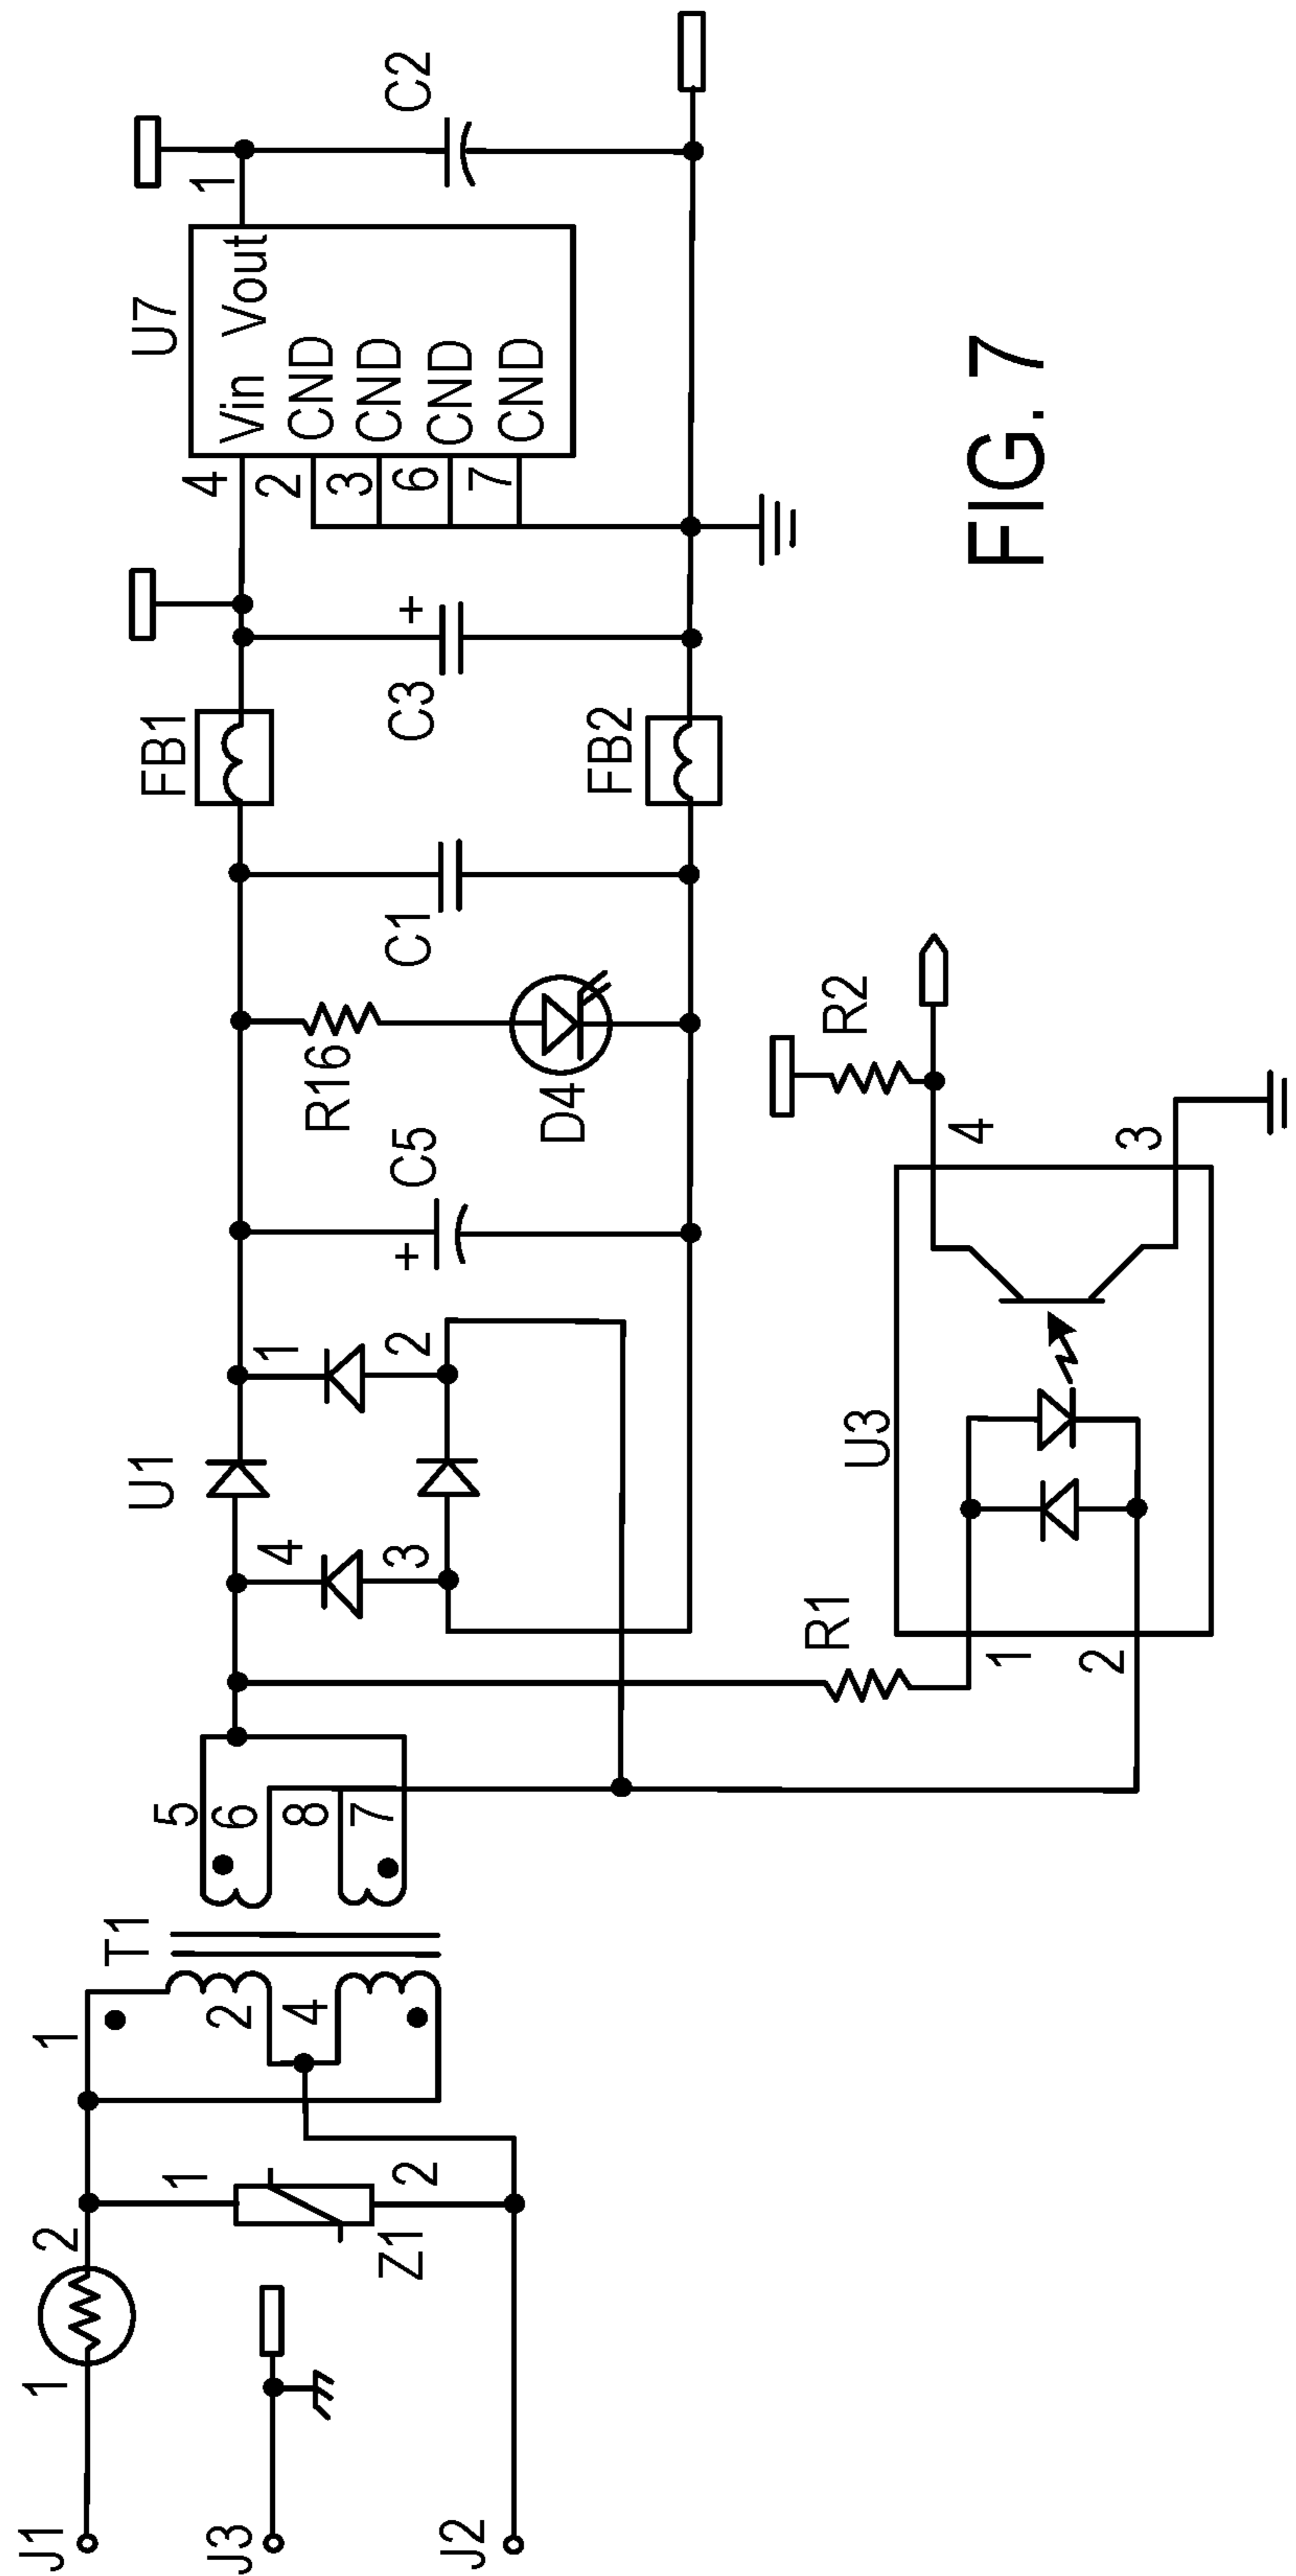 J1
1
2
J3
J2
1
Z1
2
1
T1
2
4
5
6
8
7
U1
4
1
3
2
+ C5
R16
D4
C1
FB1
FB2
C3 +
U7
4
Vin Vout
1
2
CND
3
CND
6
CND
7
CND
C2
R1
U3
1
2
4
3
R2
FIG. 7